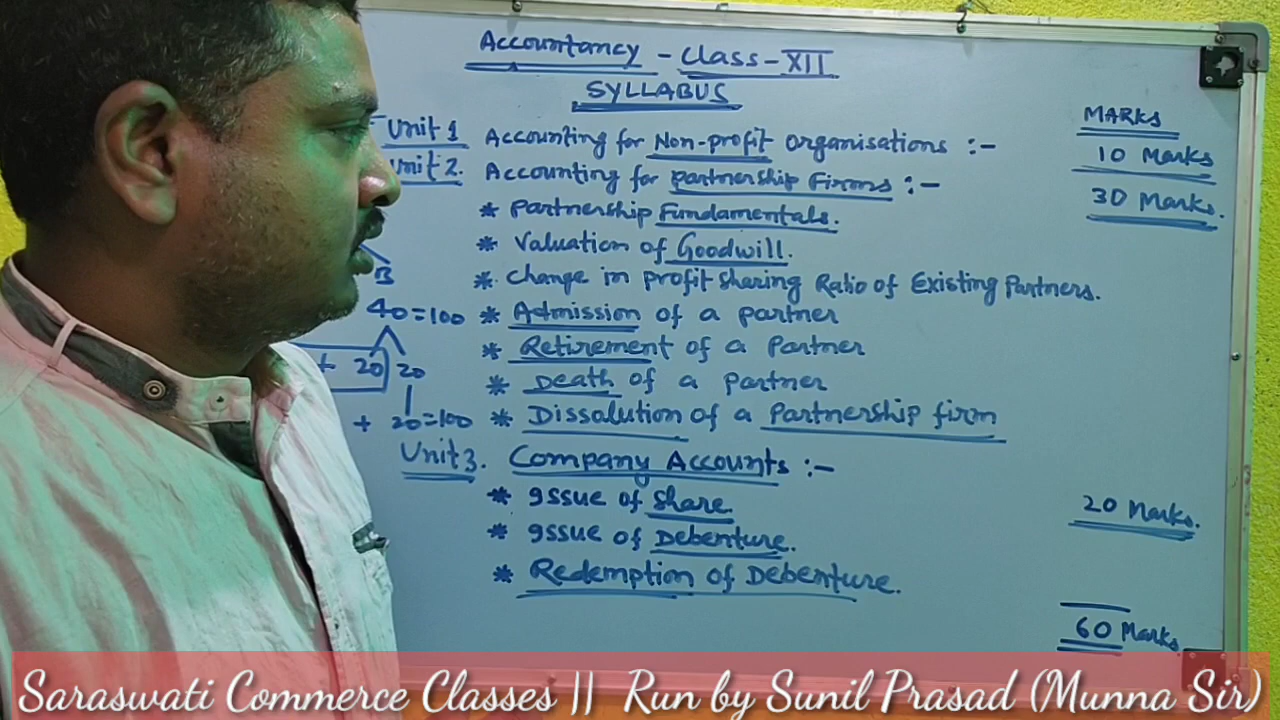 Accountancy - Class - XII
SYLLABUS
MARKS
Unit 1 Accounting for Non-profit Organisations :-
10 Marks
Unit 2. Accounting for partnership Firms :-
30 Marks.
* Partnership Fundamentals.
* Valuation of Goodwill.
* Change in profit sharing Ratio of Existing Partners.
* Admission of a partner
* Retirement of a Partner
* Death of a partner
* Dissolution of a Partnership firm
B
40=100
+ 20 20
+ 20=100
Unit 3. Company Accounts :-
* Issue of Share.
20 Marks.
* Issue of Debenture.
* Redemption of Debenture.
60 Marks
Saraswati Commerce Classes || Run by Sunil Prasad (Munna Sir)